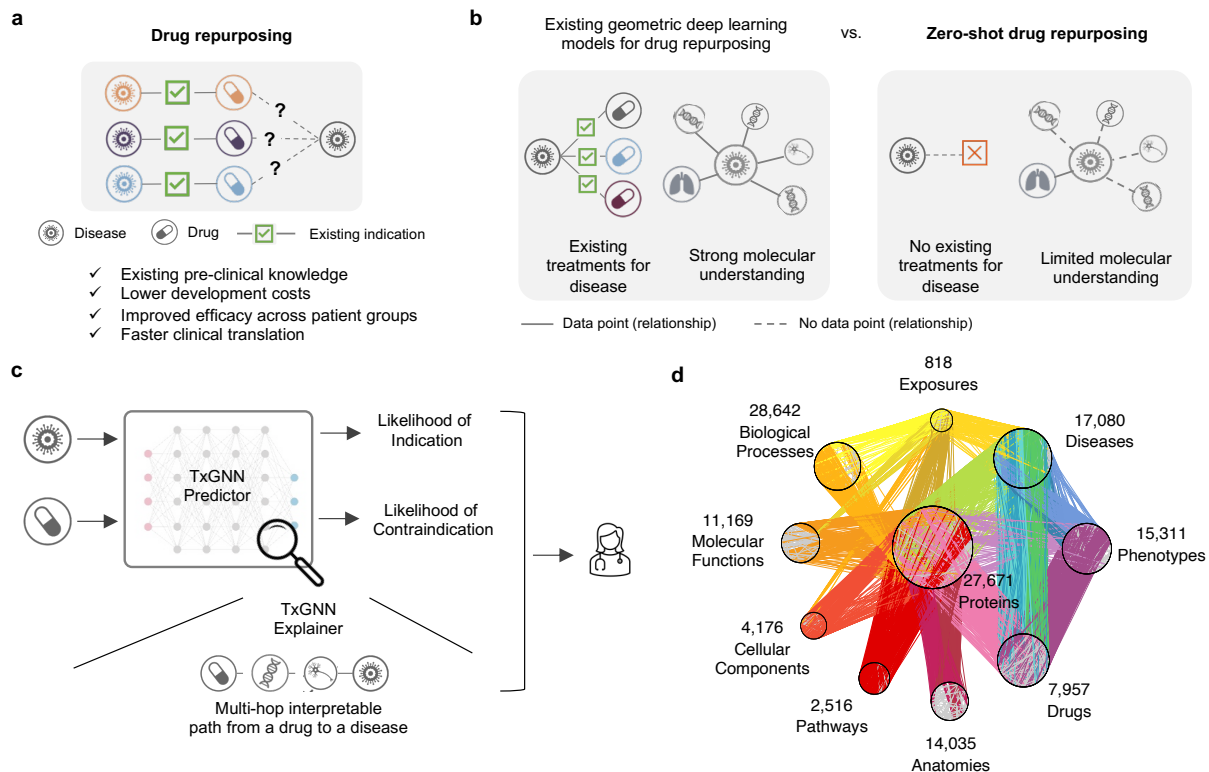 a
Drug repurposing
?
?
?
Disease
Drug
Existing indication
✓ Existing pre-clinical knowledge
✓ Lower development costs
✓ Improved efficacy across patient groups
✓ Faster clinical translation
b
Existing geometric deep learning
models for drug repurposing
vs.
Zero-shot drug repurposing
Existing
treatments for
disease
Strong molecular
understanding
No existing
treatments for
disease
Limited molecular
understanding
Data point (relationship)
No data point (relationship)
c
TxGNN
Predictor
Likelihood of
Indication
Likelihood of
Contraindication
TxGNN
Explainer
Multi-hop interpretable
path from a drug to a disease
d
818
Exposures
28,642
Biological
Processes
17,080
Diseases
11,169
Molecular
Functions
15,311
Phenotypes
27,671
Proteins
4,176
Cellular
Components
2,516
Pathways
7,957
Drugs
14,035
Anatomies